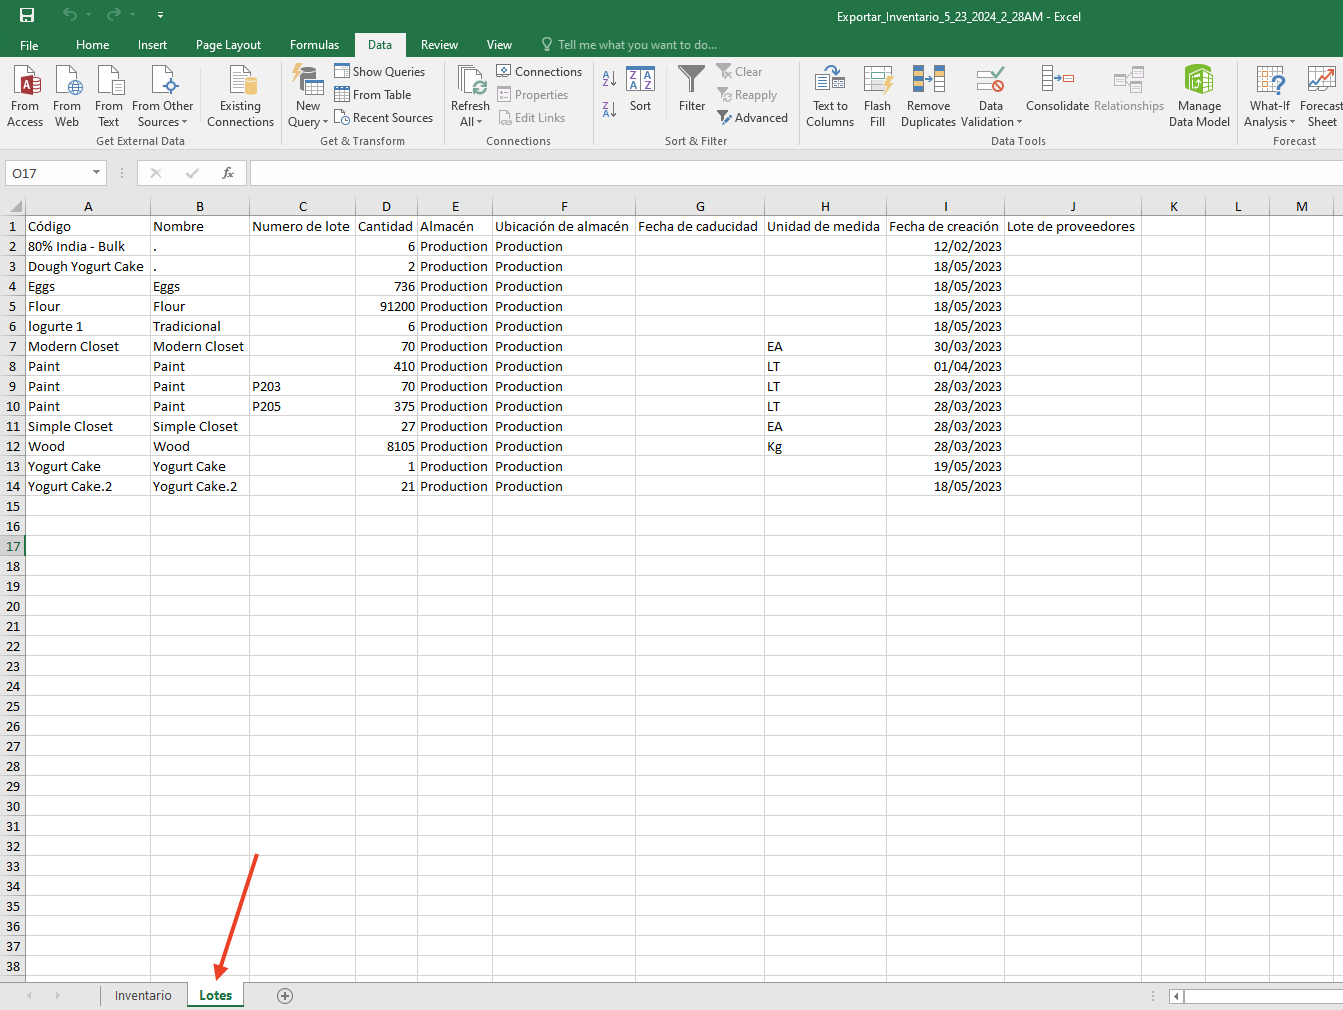 Exportar_Inventario_5_23_2024_2_28AM - Excel
File Home Insert Page Layout Formulas Data Review View Tell me what you want to do...
From Access
From Web
From Text
From Other Sources
Existing Connections
Get External Data
New Query
Show Queries
From Table
Recent Sources
Get & Transform
Refresh All
Connections
Properties
Edit Links
Connections
A Z
Z A
Z A A Z
Sort
Filter
Clear
Reapply
Advanced
Sort & Filter
Text to Columns
Flash Fill
Remove Duplicates
Data Validation
Consolidate
Relationships
Manage Data Model
Data Tools
What-If Analysis
Forecast Sheet
Forecast
O17 fx
A B C D E F G H I J K L M
1 Código Nombre Numero de lote Cantidad Almacén Ubicación de almacén Fecha de caducidad Unidad de medida Fecha de creación Lote de proveedores
2 80% India - Bulk . 6 Production Production 12/02/2023
3 Dough Yogurt Cake . 2 Production Production 18/05/2023
4 Eggs Eggs 736 Production Production 18/05/2023
5 Flour Flour 91200 Production Production 18/05/2023
6 Iogurte 1 Tradicional 6 Production Production 18/05/2023
7 Modern Closet Modern Closet 70 Production Production EA 30/03/2023
8 Paint Paint 410 Production Production LT 01/04/2023
9 Paint Paint P203 70 Production Production LT 28/03/2023
10 Paint Paint P205 375 Production Production LT 28/03/2023
11 Simple Closet Simple Closet 27 Production Production EA 28/03/2023
12 Wood Wood 8105 Production Production Kg 28/03/2023
13 Yogurt Cake Yogurt Cake 1 Production Production 19/05/2023
14 Yogurt Cake.2 Yogurt Cake.2 21 Production Production 18/05/2023
15
16
17
18
19
20
21
22
23
24
25
26
27
28
29
30
31
32
33
34
35
36
37
38
Inventario Lotes